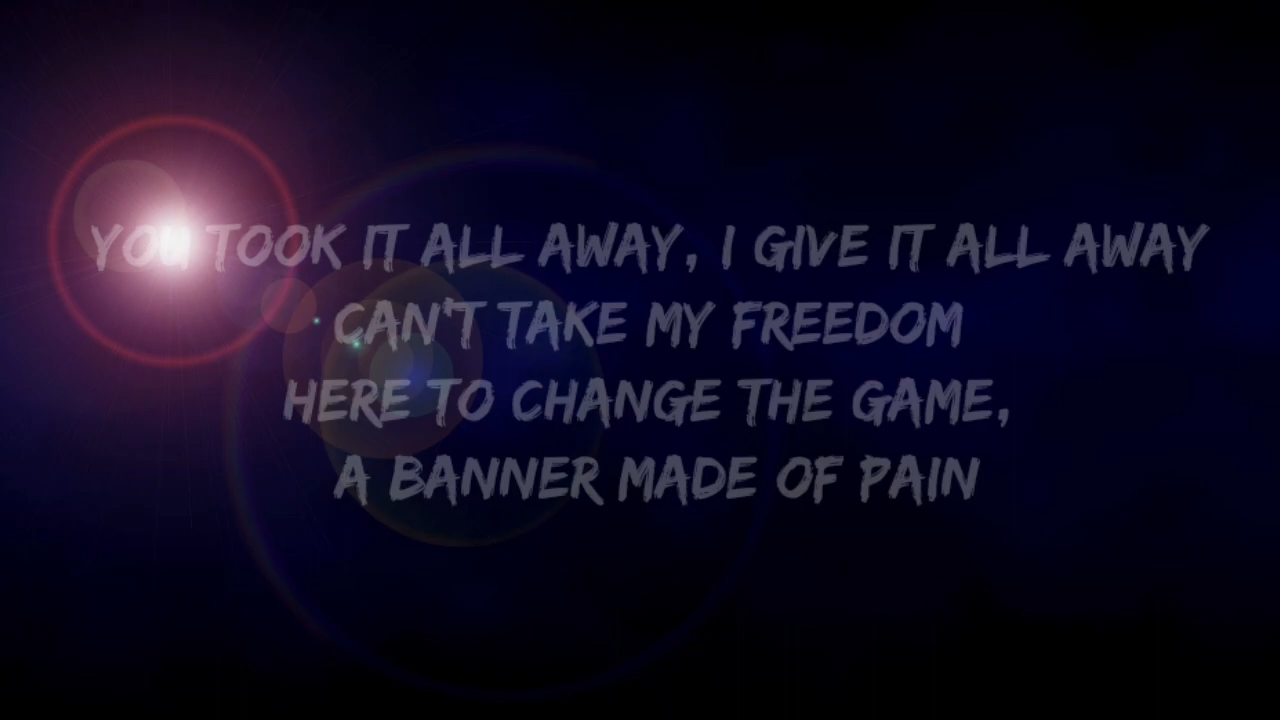 YOU TOOK IT ALL AWAY, I GIVE IT ALL AWAY
CAN'T TAKE MY FREEDOM
HERE TO CHANGE THE GAME,
A BANNER MADE OF PAIN